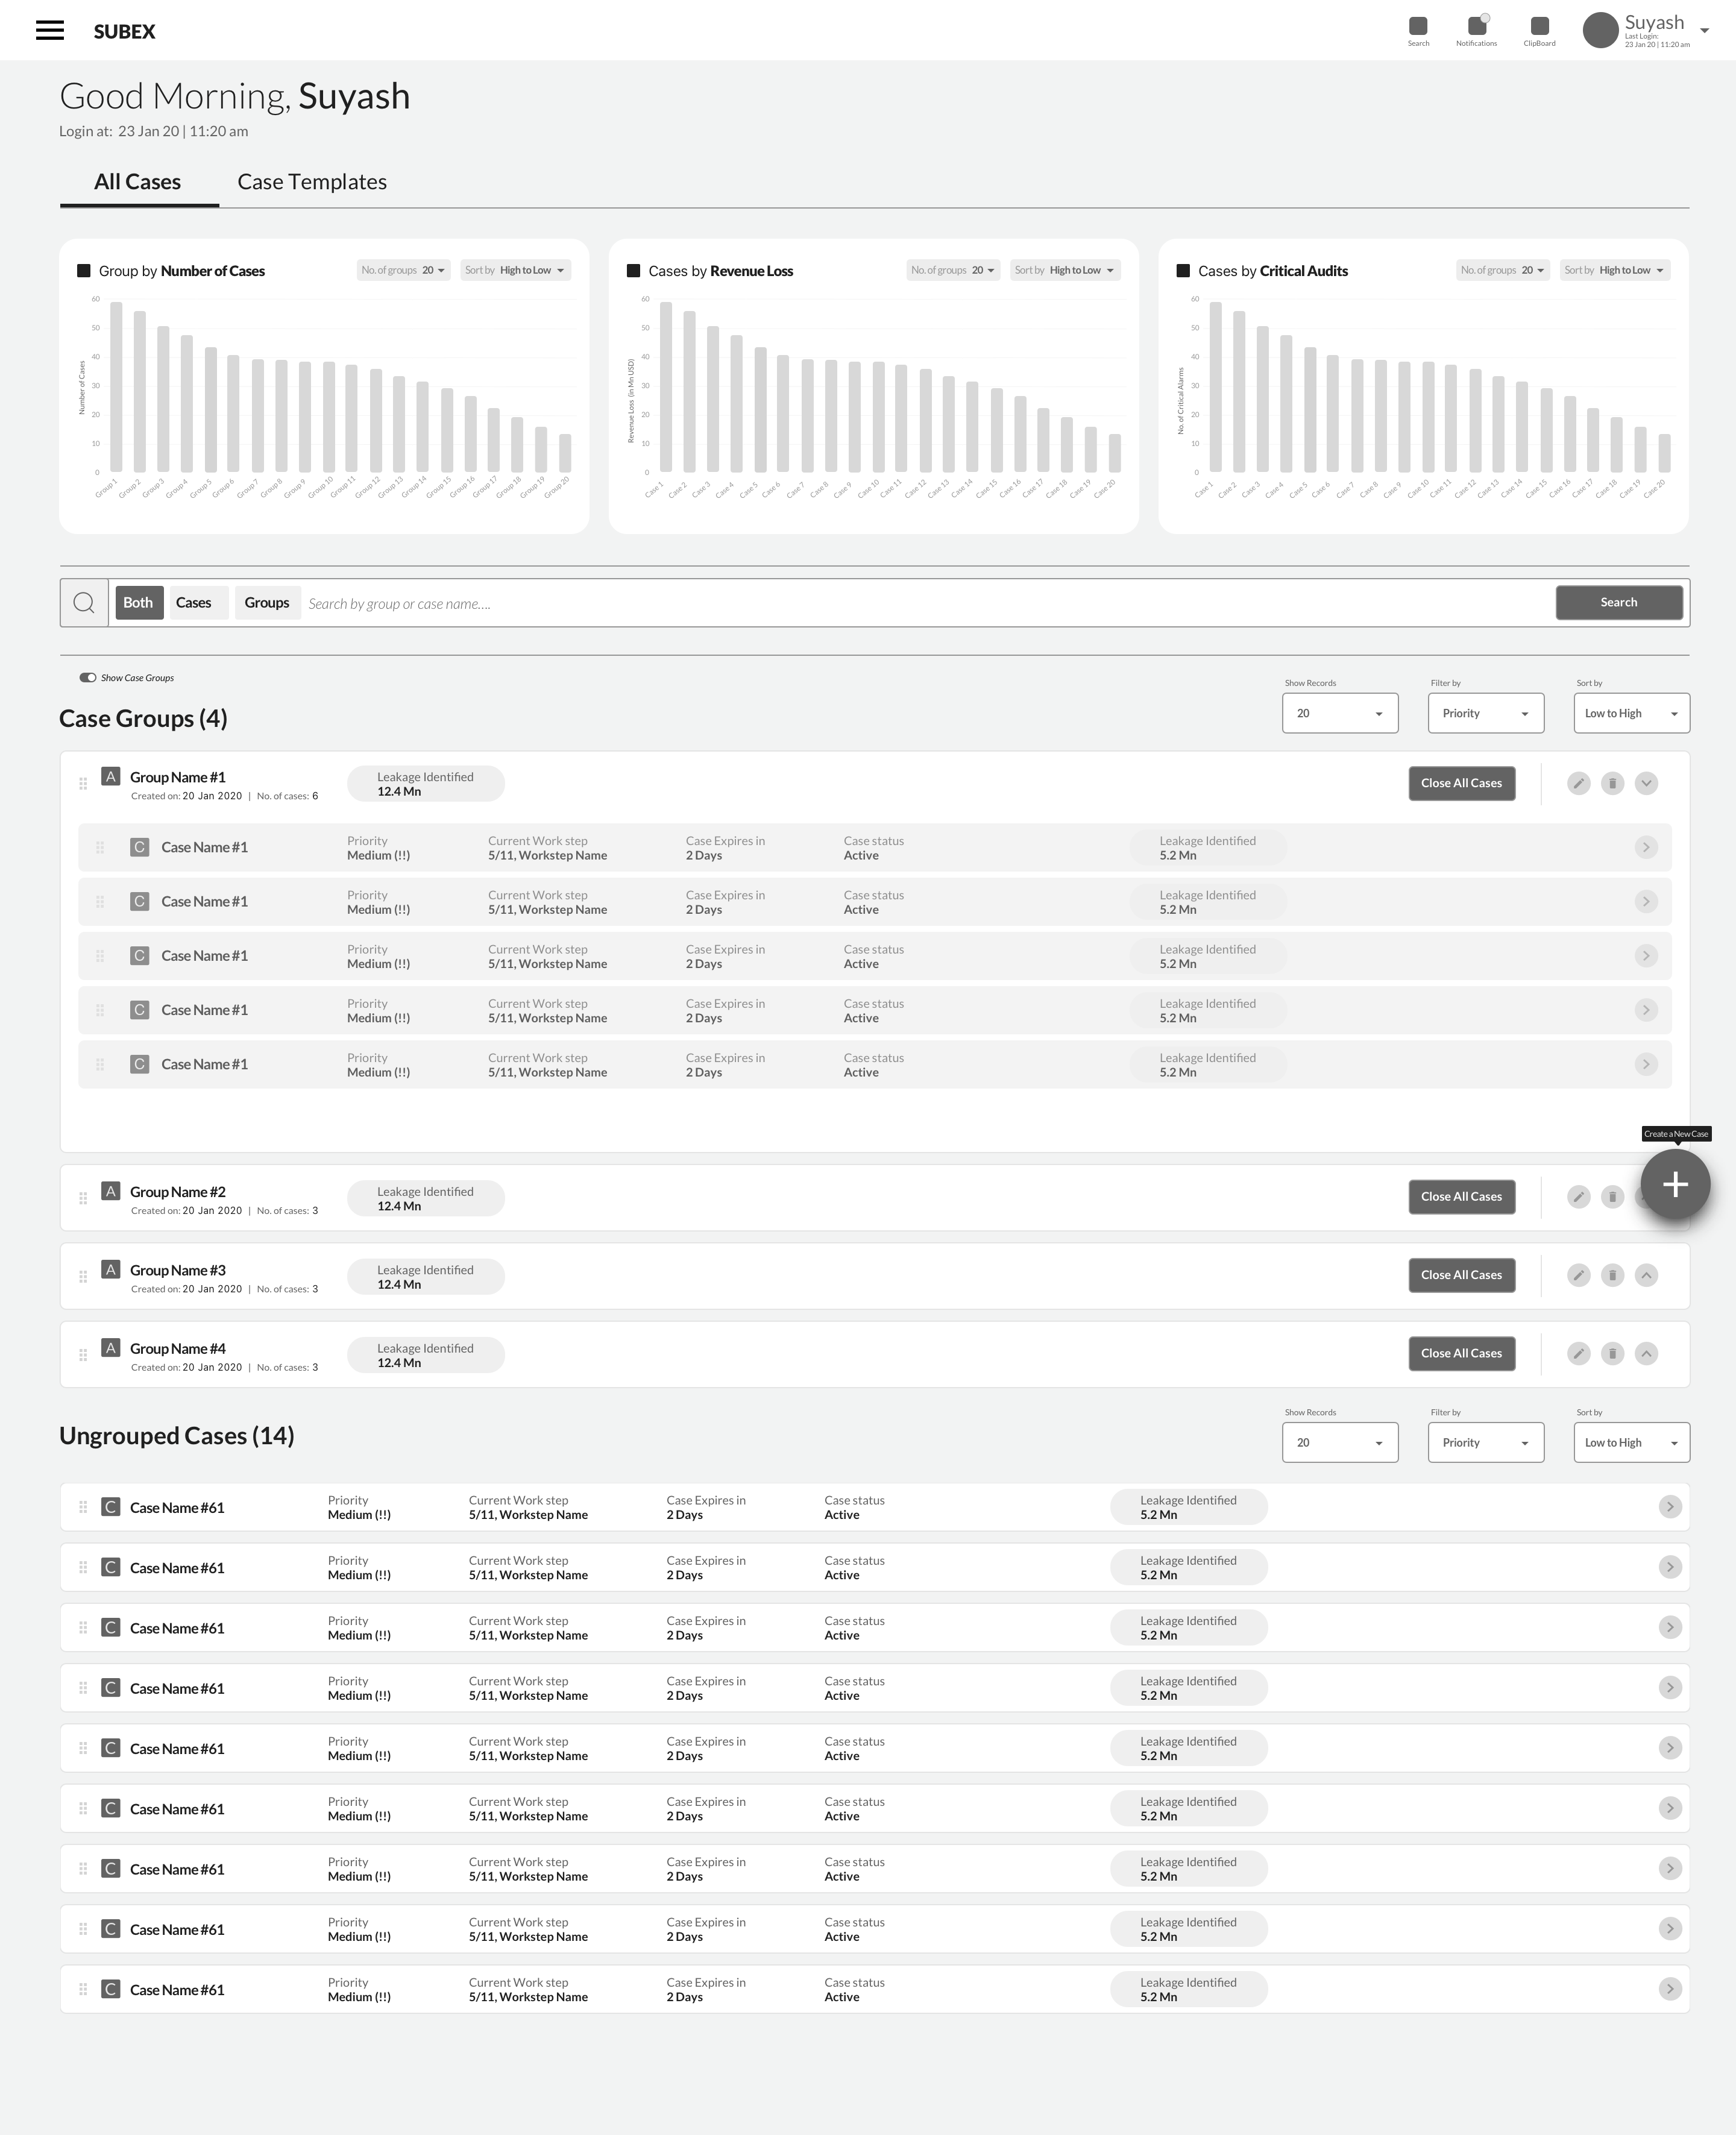 SUBEX
Search
Notifications
ClipBoard
Suyash
Last Login:
23 Jan 20 | 11:20 am
Good Morning, Suyash
Login at: 23 Jan 20 | 11:20 am
All Cases
Case Templates
Group by Number of Cases
No. of groups 20
Sort by High to Low
Number of Cases
60
50
40
30
20
10
0
Group 1
Group 2
Group 3
Group 4
Group 5
Group 6
Group 7
Group 8
Group 9
Group 10
Group 11
Group 12
Group 13
Group 14
Group 15
Group 16
Group 17
Group 18
Group 19
Group 20
Cases by Revenue Loss
No. of groups 20
Sort by High to Low
Revenue Loss (in Mn USD)
60
50
40
30
20
10
0
Case 1
Case 2
Case 3
Case 4
Case 5
Case 6
Case 7
Case 8
Case 9
Case 10
Case 11
Case 12
Case 13
Case 14
Case 15
Case 16
Case 17
Case 18
Case 19
Case 20
Cases by Critical Audits
No. of groups 20
Sort by High to Low
No. of Critical Alarms
60
50
40
30
20
10
0
Case 1
Case 2
Case 3
Case 4
Case 5
Case 6
Case 7
Case 8
Case 9
Case 10
Case 11
Case 12
Case 13
Case 14
Case 15
Case 16
Case 17
Case 18
Case 19
Case 20
Both
Cases
Groups
Search by group or case name....
Search
Show Case Groups
Case Groups (4)
Show Records
20
Filter by
Priority
Sort by
Low to High
A
Group Name #1
Created on: 20 Jan 2020 | No. of cases: 6
Leakage Identified
12.4 Mn
Close All Cases
C
Case Name #1
Priority
Medium (!!)
Current Work step
5/11, Workstep Name
Case Expires in
2 Days
Case status
Active
Leakage Identified
5.2 Mn
C
Case Name #1
Priority
Medium (!!)
Current Work step
5/11, Workstep Name
Case Expires in
2 Days
Case status
Active
Leakage Identified
5.2 Mn
C
Case Name #1
Priority
Medium (!!)
Current Work step
5/11, Workstep Name
Case Expires in
2 Days
Case status
Active
Leakage Identified
5.2 Mn
C
Case Name #1
Priority
Medium (!!)
Current Work step
5/11, Workstep Name
Case Expires in
2 Days
Case status
Active
Leakage Identified
5.2 Mn
C
Case Name #1
Priority
Medium (!!)
Current Work step
5/11, Workstep Name
Case Expires in
2 Days
Case status
Active
Leakage Identified
5.2 Mn
Create a New Case
A
Group Name #2
Created on: 20 Jan 2020 | No. of cases: 3
Leakage Identified
12.4 Mn
Close All Cases
A
Group Name #3
Created on: 20 Jan 2020 | No. of cases: 3
Leakage Identified
12.4 Mn
Close All Cases
A
Group Name #4
Created on: 20 Jan 2020 | No. of cases: 3
Leakage Identified
12.4 Mn
Close All Cases
Ungrouped Cases (14)
Show Records
20
Filter by
Priority
Sort by
Low to High
C
Case Name #61
Priority
Medium (!!)
Current Work step
5/11, Workstep Name
Case Expires in
2 Days
Case status
Active
Leakage Identified
5.2 Mn
C
Case Name #61
Priority
Medium (!!)
Current Work step
5/11, Workstep Name
Case Expires in
2 Days
Case status
Active
Leakage Identified
5.2 Mn
C
Case Name #61
Priority
Medium (!!)
Current Work step
5/11, Workstep Name
Case Expires in
2 Days
Case status
Active
Leakage Identified
5.2 Mn
C
Case Name #61
Priority
Medium (!!)
Current Work step
5/11, Workstep Name
Case Expires in
2 Days
Case status
Active
Leakage Identified
5.2 Mn
C
Case Name #61
Priority
Medium (!!)
Current Work step
5/11, Workstep Name
Case Expires in
2 Days
Case status
Active
Leakage Identified
5.2 Mn
C
Case Name #61
Priority
Medium (!!)
Current Work step
5/11, Workstep Name
Case Expires in
2 Days
Case status
Active
Leakage Identified
5.2 Mn
C
Case Name #61
Priority
Medium (!!)
Current Work step
5/11, Workstep Name
Case Expires in
2 Days
Case status
Active
Leakage Identified
5.2 Mn
C
Case Name #61
Priority
Medium (!!)
Current Work step
5/11, Workstep Name
Case Expires in
2 Days
Case status
Active
Leakage Identified
5.2 Mn
C
Case Name #61
Priority
Medium (!!)
Current Work step
5/11, Workstep Name
Case Expires in
2 Days
Case status
Active
Leakage Identified
5.2 Mn